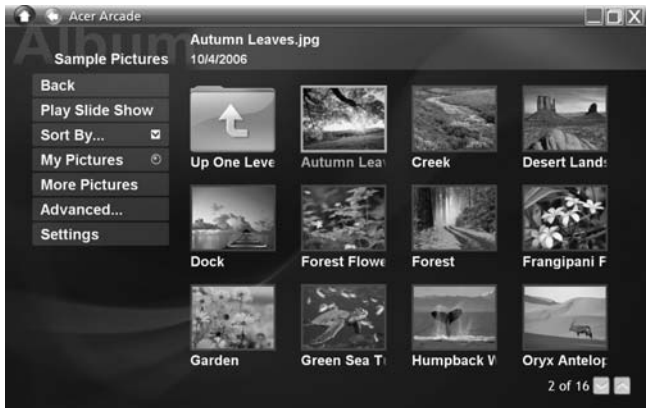 Acer Arcade
Album
Autumn Leaves.jpg
Sample Pictures
10/4/2006
Back
Play Slide Show
Sort By...
My Pictures
More Pictures
Advanced...
Settings
Up One Leve
Autumn Lea
Creek
Desert Lands
Dock
Forest Flowe
Forest
Frangipani F
Garden
Green Sea T
Humpback W
Oryx Antelop
2 of 16